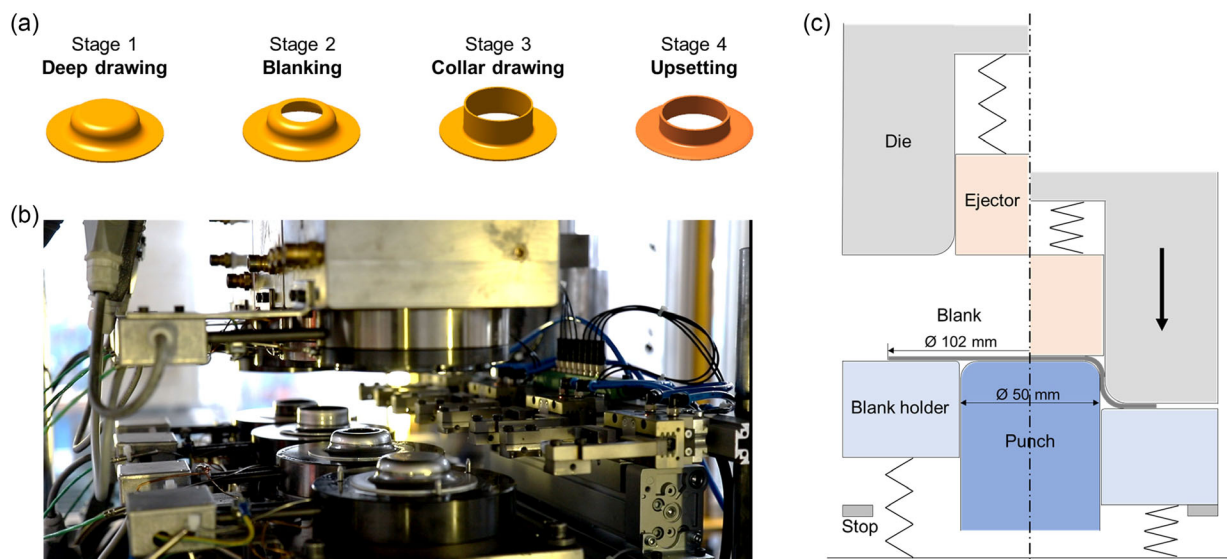 (a)
Stage 1
Deep drawing
Stage 2
Blanking
Stage 3
Collar drawing
Stage 4
Upsetting
(b)
(c)
Die
Ejector
Blank
Ø 102 mm
Blank holder
Ø 50 mm
Punch
Stop